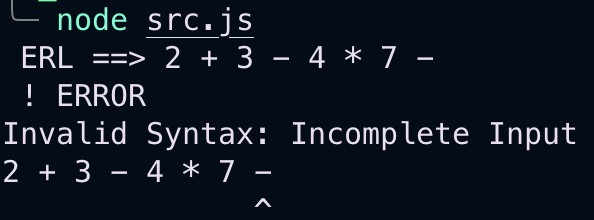 node src.js
ERL ==> 2 + 3 - 4 * 7 -
! ERROR
Invalid Syntax: Incomplete Input
2 + 3 - 4 * 7 -
^